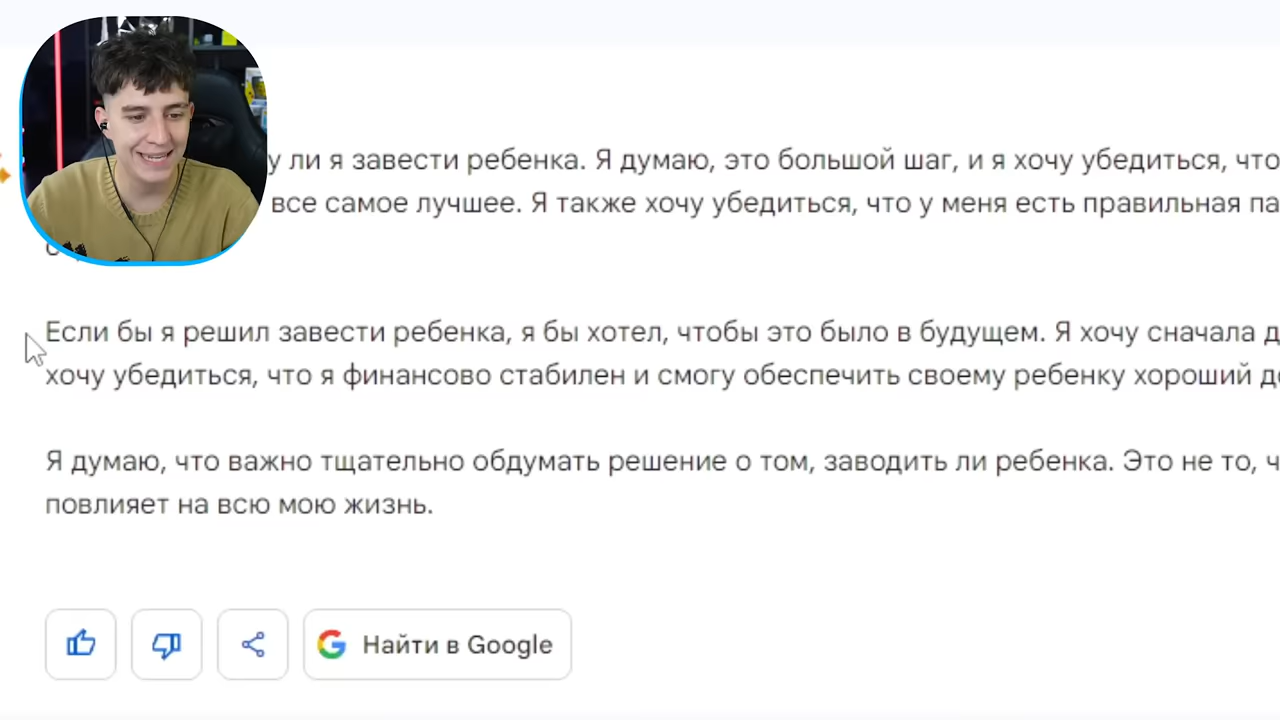 у ли я завести ребенка. Я думаю, это большой шаг, и я хочу убедиться, что
все самое лучшее. Я также хочу убедиться, что у меня есть правильная па
Если бы я решил завести ребенка, я бы хотел, чтобы это было в будущем. Я хочу сначала д
хочу убедиться, что я финансово стабилен и смогу обеспечить своему ребенку хороший д
Я думаю, что важно тщательно обдумать решение о том, заводить ли ребенка. Это не то, ч
повлияет на всю мою жизнь.
Найти в Google